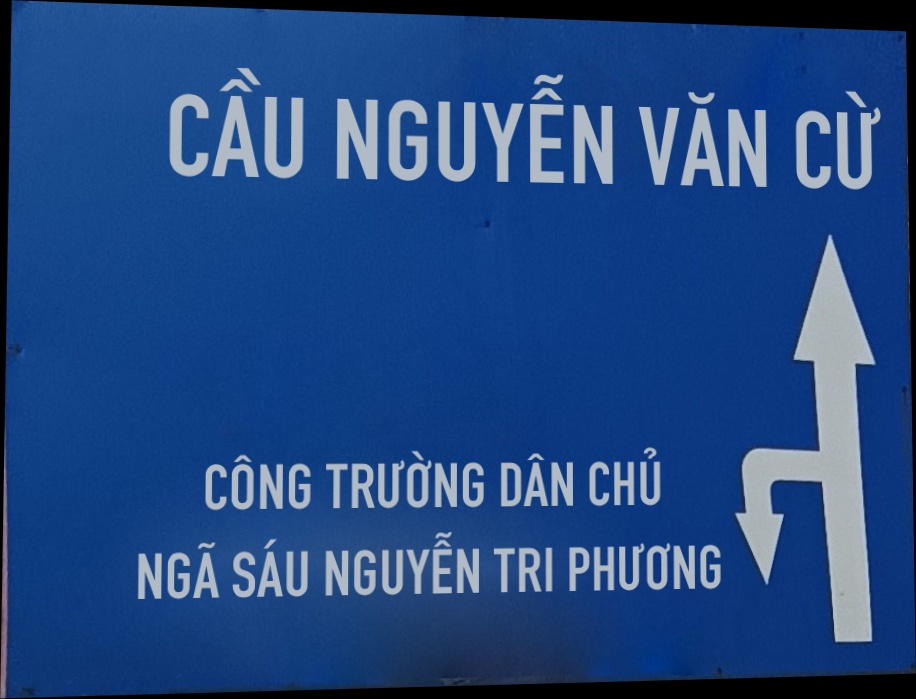 CẦU NGUYỄN VĂN CỪ
CÔNG TRƯỜNG DÂN CHỦ
NGÃ SÁU NGUYỄN TRI PHƯƠNG